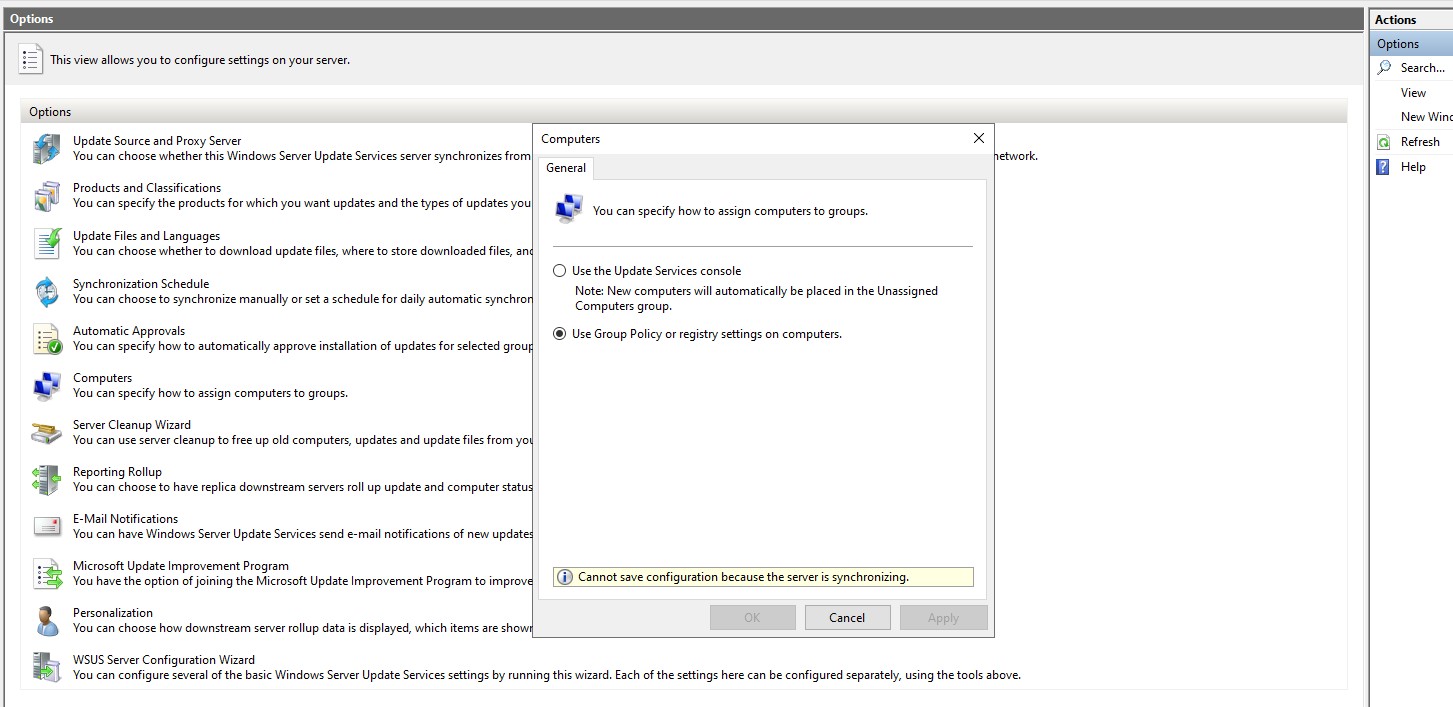 Options
This view allows you to configure settings on your server.
Options
Update Source and Proxy Server
You can choose whether this Windows Server Update Services server synchronizes from
network.
Products and Classifications
You can specify the products for which you want updates and the types of updates you
Update Files and Languages
You can choose whether to download update files, where to store downloaded files, and
Synchronization Schedule
You can choose to synchronize manually or set a schedule for daily automatic synchron
Automatic Approvals
You can specify how to automatically approve installation of updates for selected group
Computers
You can specify how to assign computers to groups.
Server Cleanup Wizard
You can use server cleanup to free up old computers, updates and update files from you
Reporting Rollup
You can choose to have replica downstream servers roll up update and computer status
E-Mail Notifications
You can have Windows Server Update Services send e-mail notifications of new updates
Microsoft Update Improvement Program
You have the option of joining the Microsoft Update Improvement Program to improve
Personalization
You can choose how downstream server rollup data is displayed, which items are shown
WSUS Server Configuration Wizard
You can configure several of the basic Windows Server Update Services settings by running this wizard. Each of the settings here can be configured separately, using the tools above.
Computers
General
You can specify how to assign computers to groups.
Use the Update Services console
Note: New computers will automatically be placed in the Unassigned
Computers group.
Use Group Policy or registry settings on computers.
Cannot save configuration because the server is synchronizing.
OK
Cancel
Apply
Actions
Options
Search...
View
New Wind
Refresh
Help